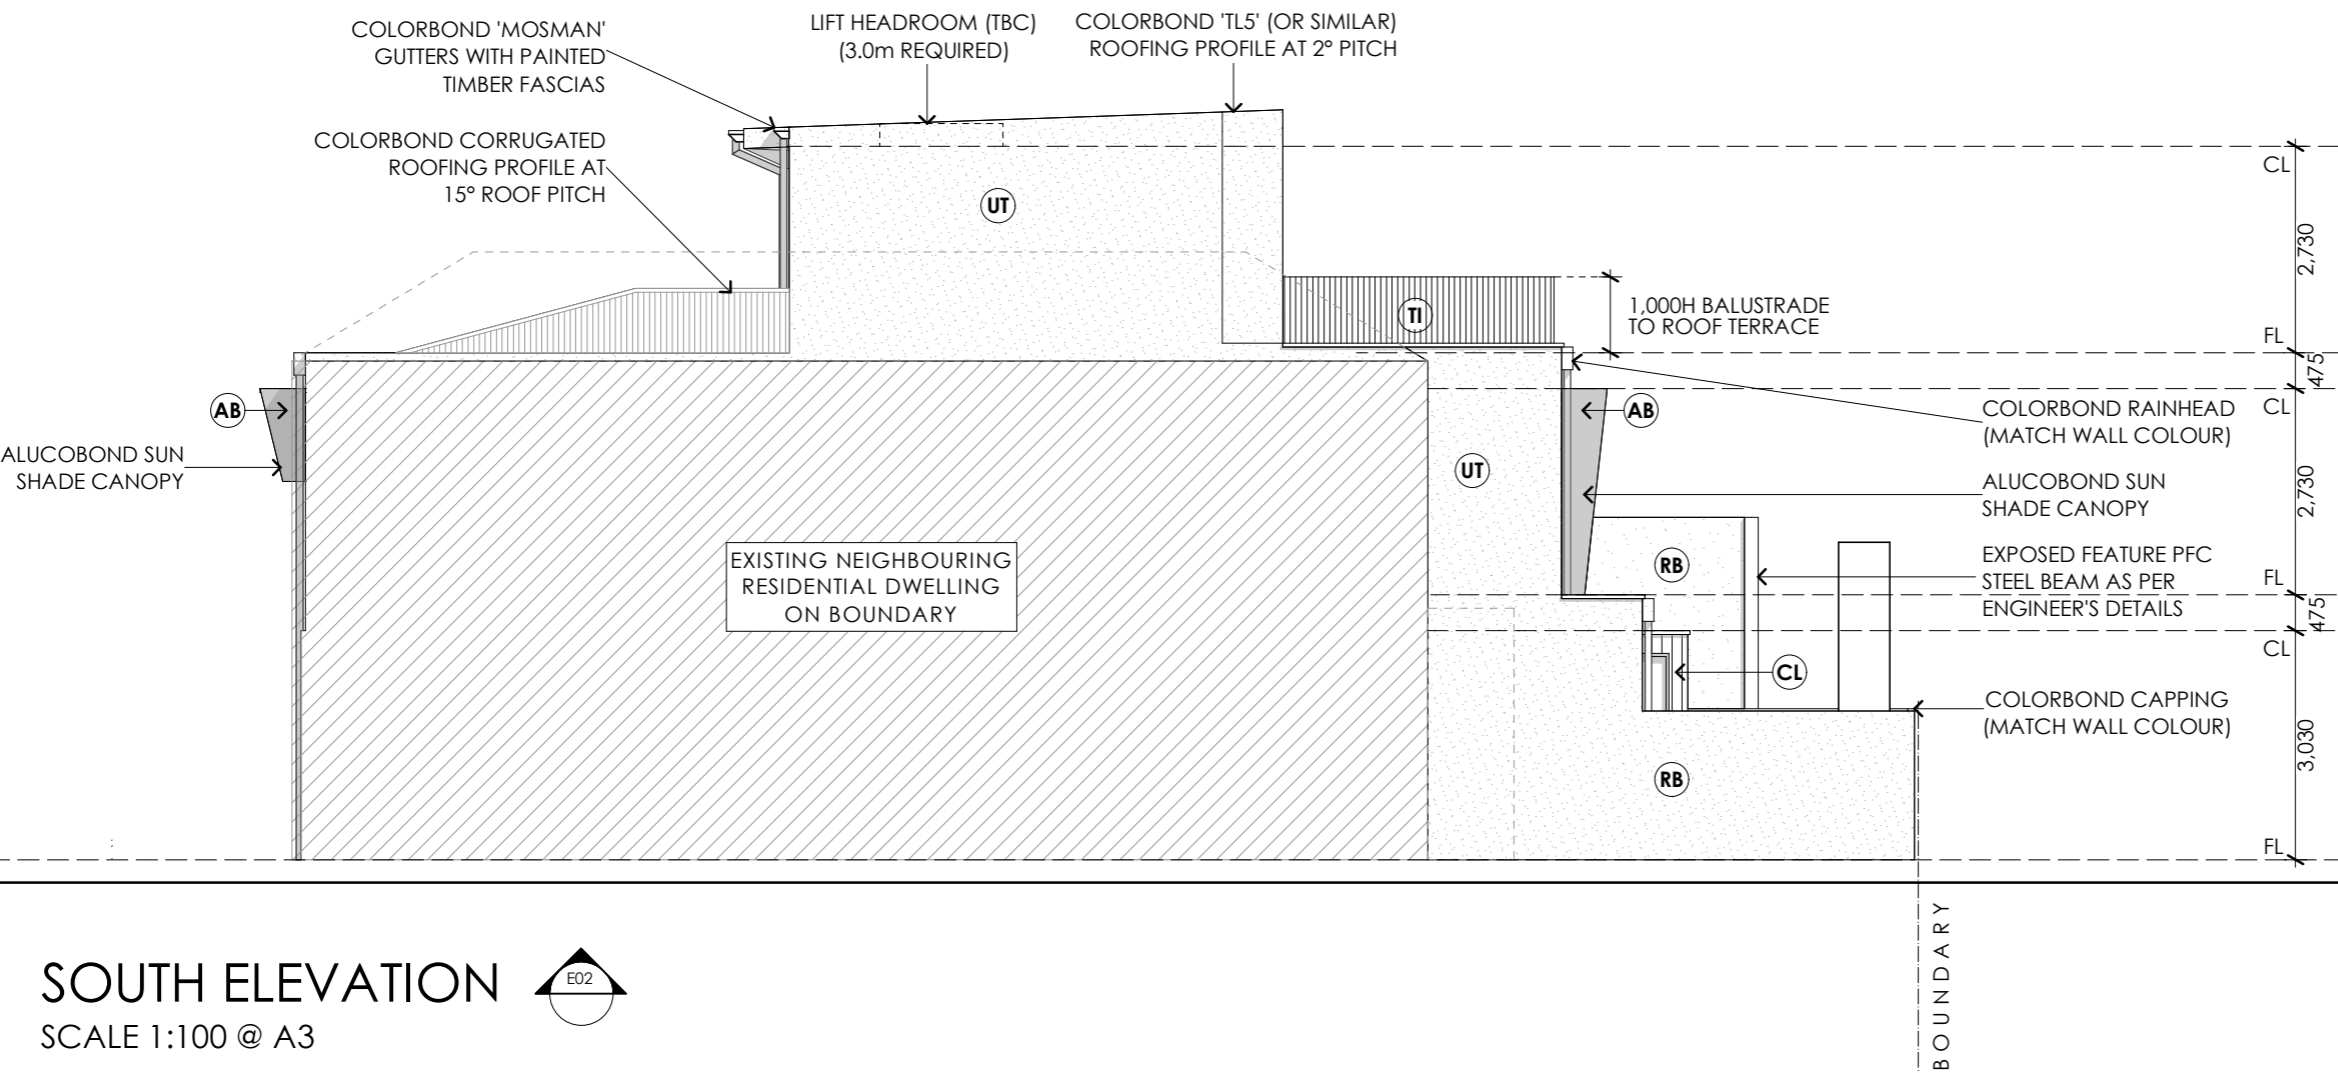 COLORBOND 'MOSMAN'
GUTTERS WITH PAINTED
TIMBER FASCIAS
LIFT HEADROOM (TBC)
(3.0m REQUIRED)
COLORBOND 'TL5' (OR SIMILAR)
ROOFING PROFILE AT 2° PITCH
COLORBOND CORRUGATED
ROOFING PROFILE AT
15° ROOF PITCH
UT
CL
2,730
TI
1,000H BALUSTRADE
TO ROOF TERRACE
FL
475
AB
ALUCOBOND SUN
SHADE CANOPY
AB
UT
COLORBOND RAINHEAD
(MATCH WALL COLOUR)
CL
ALUCOBOND SUN
SHADE CANOPY
2,730
EXISTING NEIGHBOURING
RESIDENTIAL DWELLING
ON BOUNDARY
RB
EXPOSED FEATURE PFC
STEEL BEAM AS PER
ENGINEER'S DETAILS
FL
475
CL
CL
COLORBOND CAPPING
(MATCH WALL COLOUR)
3,030
RB
FL
BOUNDARY
SOUTH ELEVATION
E02
SCALE 1:100 @ A3